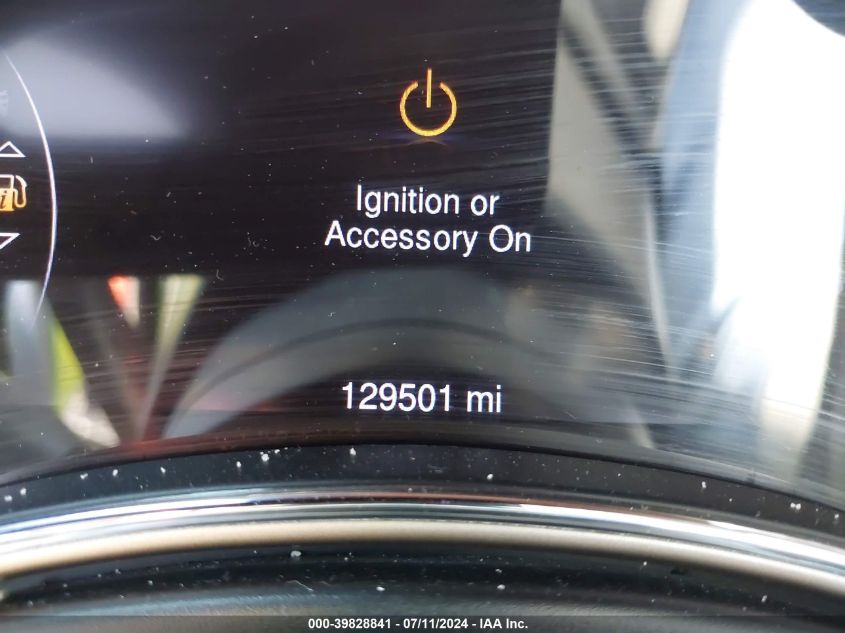 Ignition or
Accessory On
129501 mi
000-39828841 - 07/11/2024 - IAA Inc.